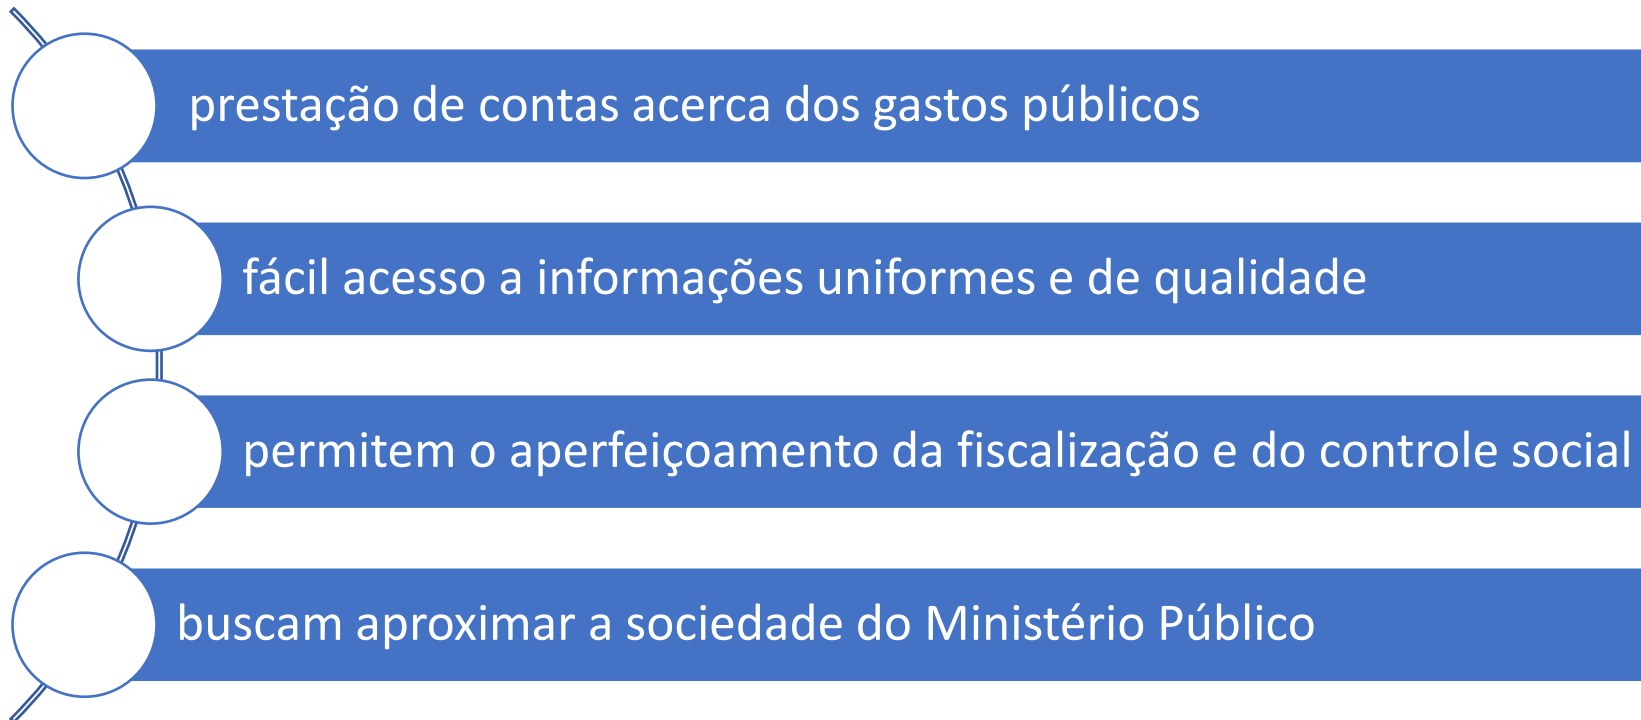 prestação de contas acerca dos gastos públicos
fácil acesso a informações uniformes e de qualidade
permitem o aperfeiçoamento da fiscalização e do controle social
buscam aproximar a sociedade do Ministério Público